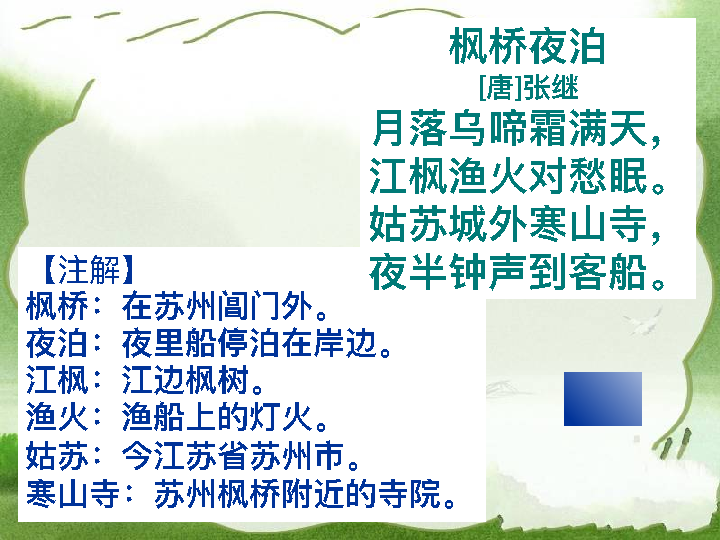 枫桥夜泊
[唐]张继
月落乌啼霜满天，
江枫渔火对愁眠。
姑苏城外寒山寺，
夜半钟声到客船。
【注解】
枫桥：在苏州阊门外。
夜泊：夜里船停泊在岸边。
江枫：江边枫树。
渔火：渔船上的灯火。
姑苏：今江苏省苏州市。
寒山寺：苏州枫桥附近的寺院。